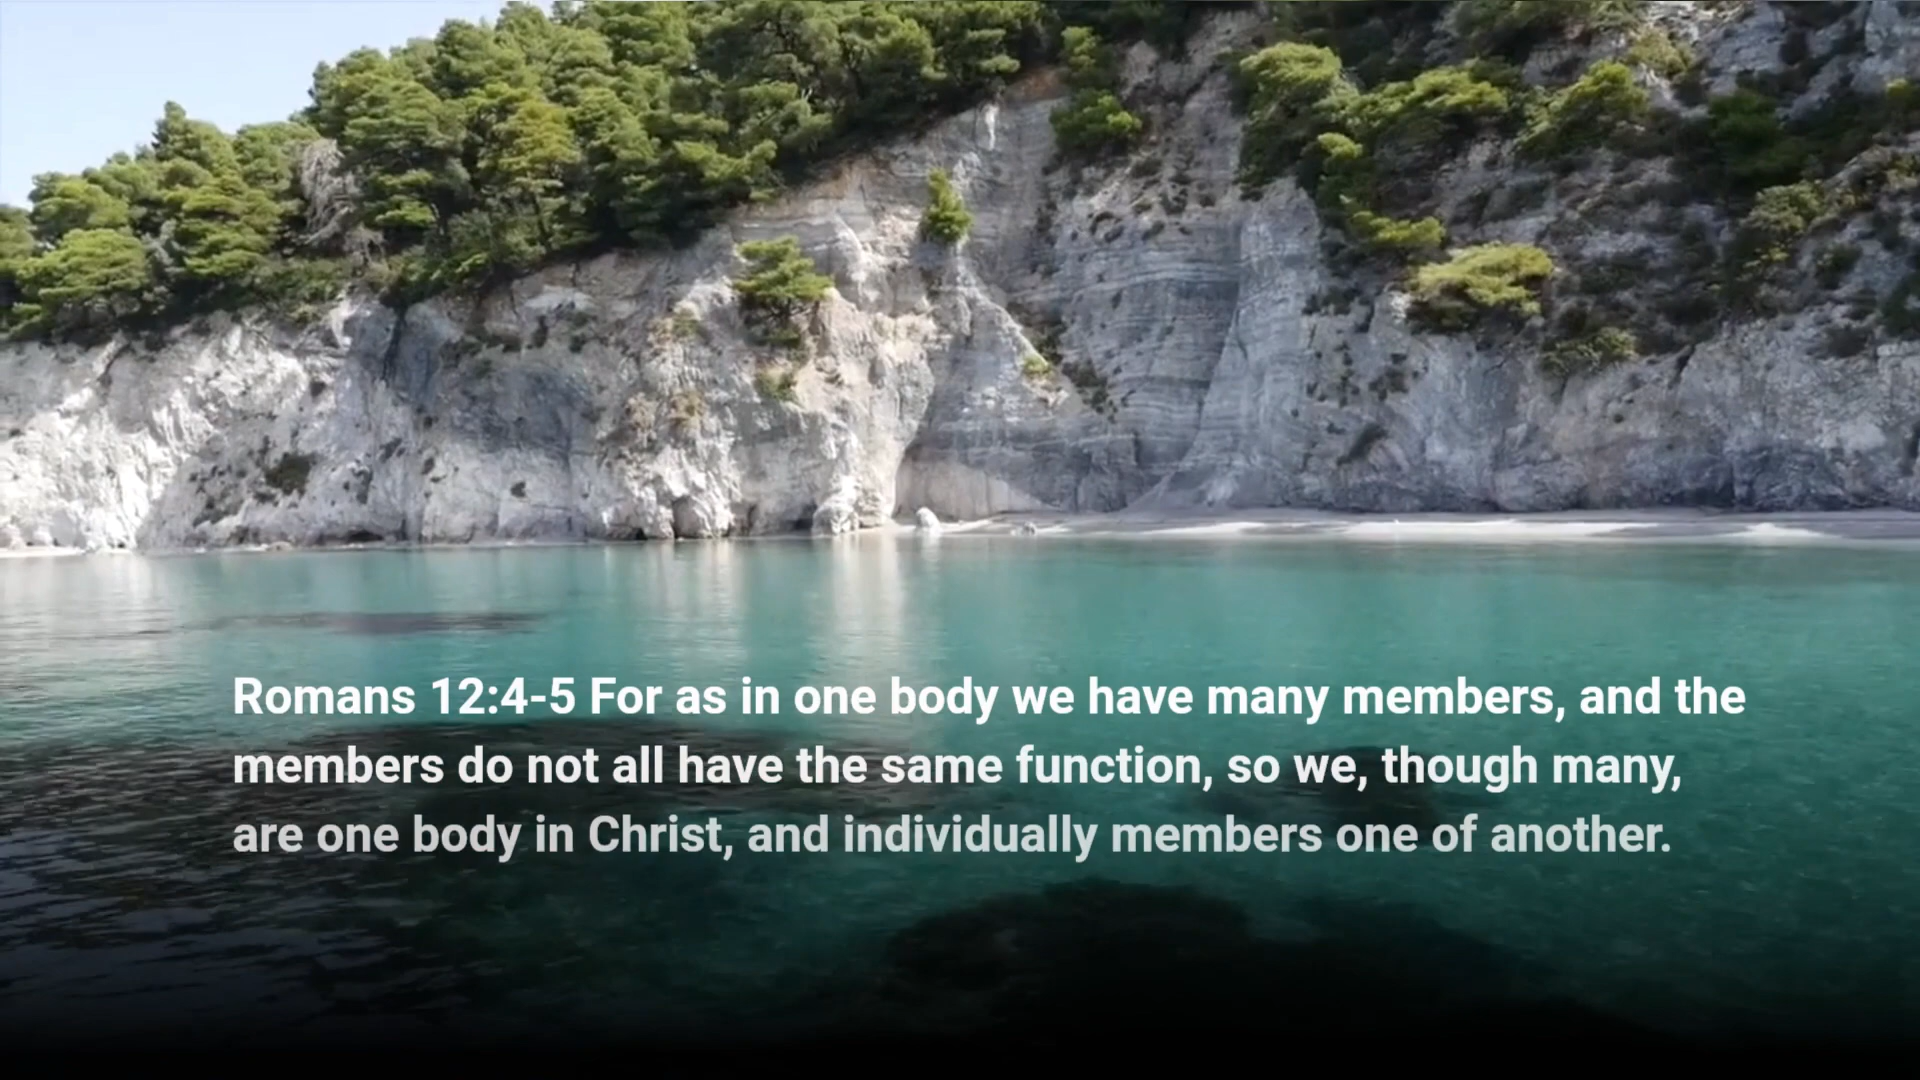 Romans 12:4-5 For as in one body we have many members, and the
members do not all have the same function, so we, though many,
are one body in Christ, and individually members one of another.